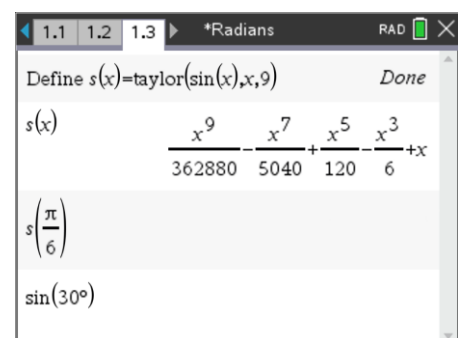 1.1 1.2 1.3 *Radians RAD
Define s(x)=taylor(sin(x),x,9) Done
s(x) x^9/362880 - x^7/5040 + x^5/120 - x^3/6 +x
s(π/6)
sin(30°)